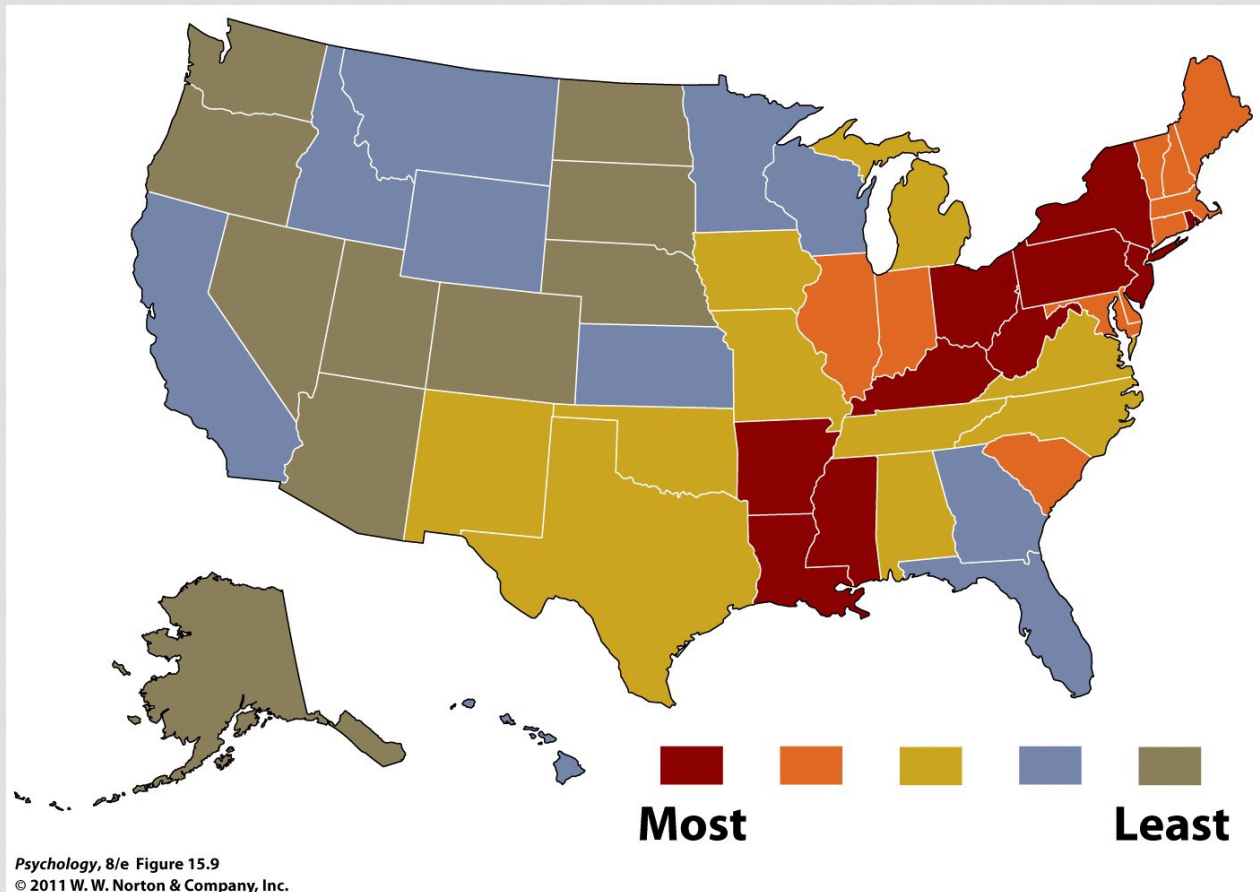 Most Least
Psychology, 8/e Figure 15.9
© 2011 W. W. Norton & Company, Inc.